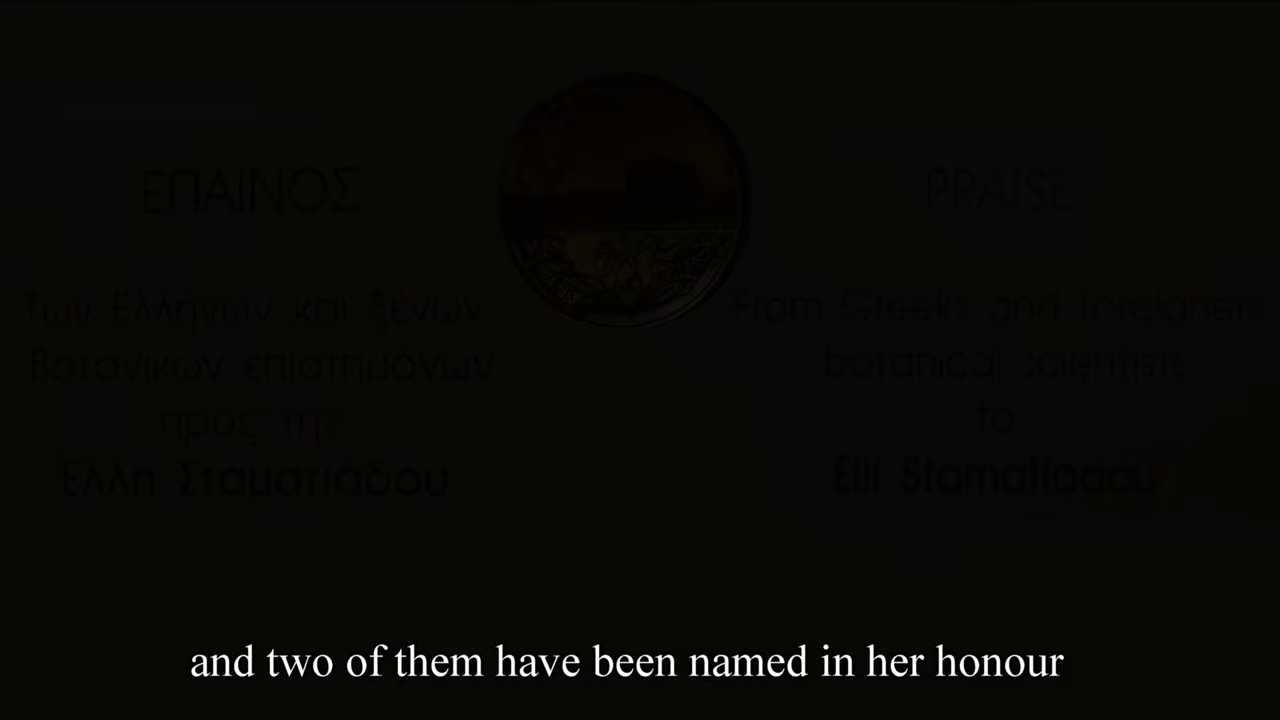 ΕΠΑΙΝΟΣ
Των Ελλήνων και ξένων
Βοτανικών επιστημόνων
προς την
Ελλη Σταματιάδου
PRAISE
From Greeks and foreigners
botanical scientists
to
Elli Stamatiadou
and two of them have been named in her honour